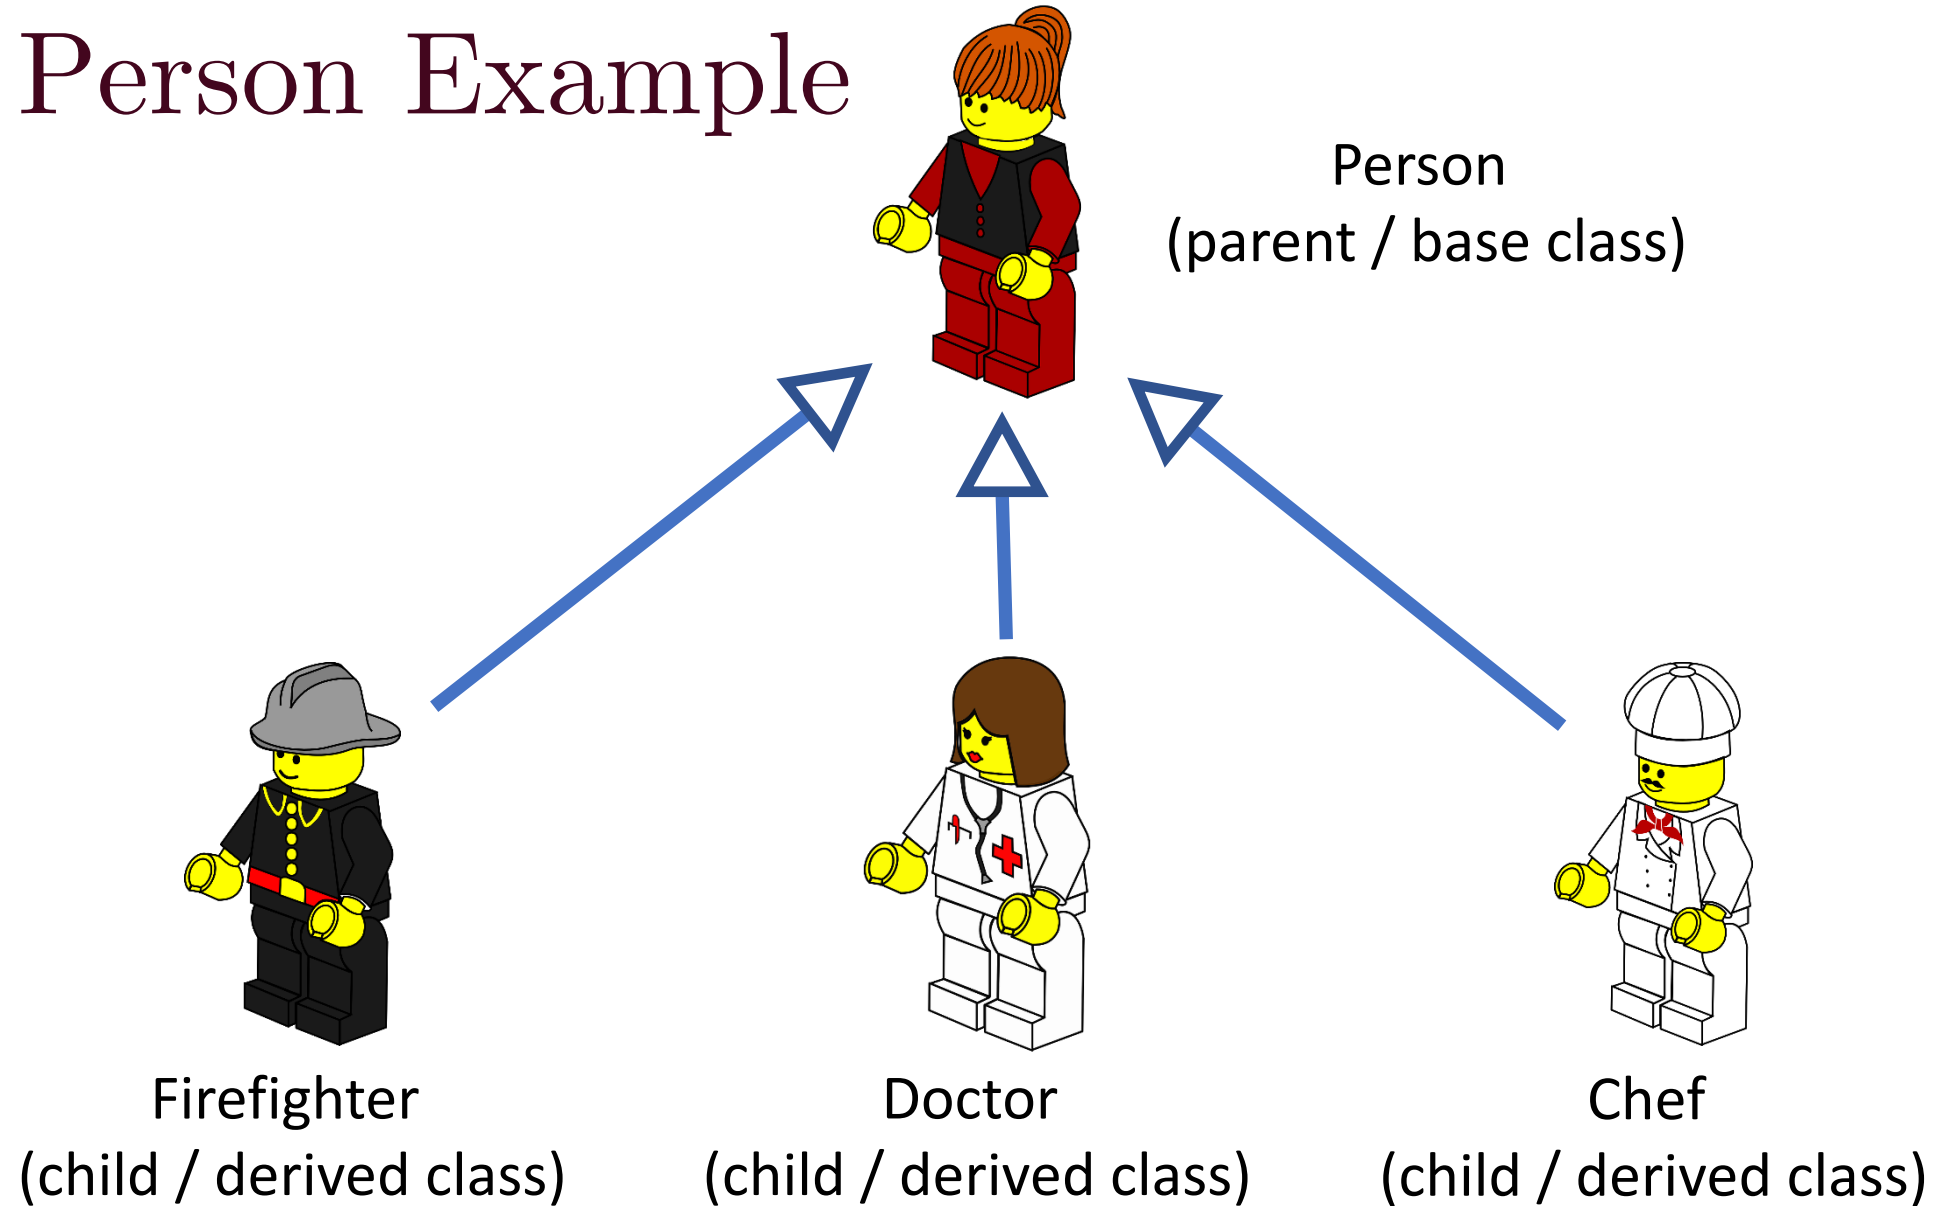 Person Example
Person
(parent / base class)
Firefighter
(child / derived class)
Doctor
(child / derived class)
Chef
(child / derived class)